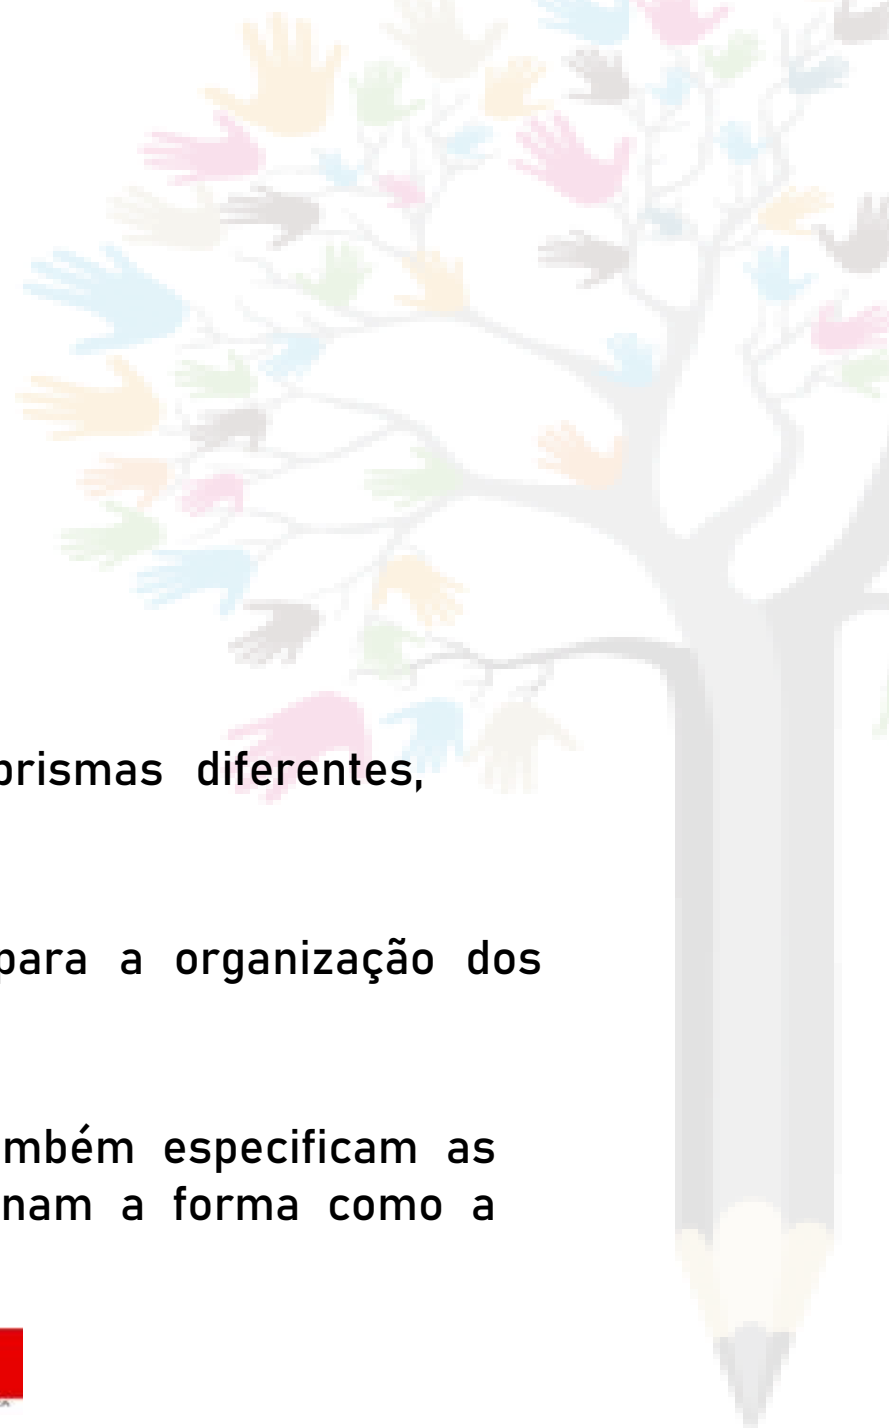 prismas diferentes,
para a organização dos
mbém especificam as
nam a forma como a